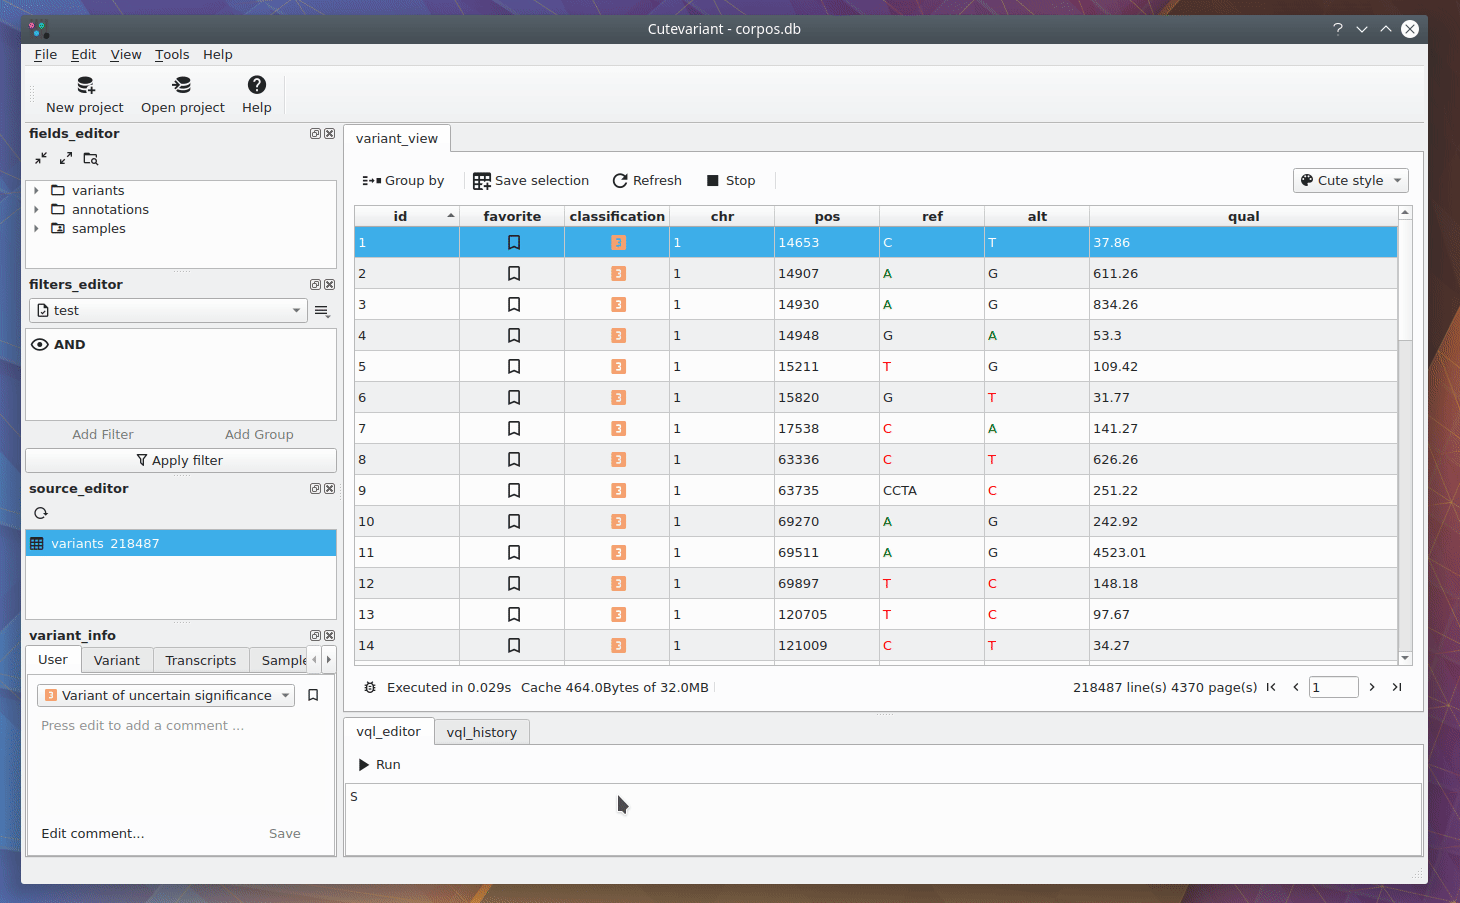 Cutevariant - corpos.db
File Edit View Tools Help
New project Open project Help
fields_editor
variants
annotations
samples
filters_editor
test
AND
Add Filter Add Group
Apply filter
source_editor
variants 218487
variant_info
User Variant Transcripts Sample
3 Variant of uncertain significance
Press edit to add a comment ...
Edit comment... Save
variant_view
Group by Save selection Refresh Stop Cute style
id favorite classification chr pos ref alt qual
1 3 1 14653 C T 37.86
2 3 1 14907 A G 611.26
3 3 1 14930 A G 834.26
4 3 1 14948 G A 53.3
5 3 1 15211 T G 109.42
6 3 1 15820 G T 31.77
7 3 1 17538 C A 141.27
8 3 1 63336 C T 626.26
9 3 1 63735 CCTA C 251.22
10 3 1 69270 A G 242.92
11 3 1 69511 A G 4523.01
12 3 1 69897 T C 148.18
13 3 1 120705 T C 97.67
14 3 1 121009 C T 34.27
Executed in 0.029s Cache 464.0Bytes of 32.0MB 218487 line(s) 4370 page(s) 1
vql_editor vql_history
Run
S